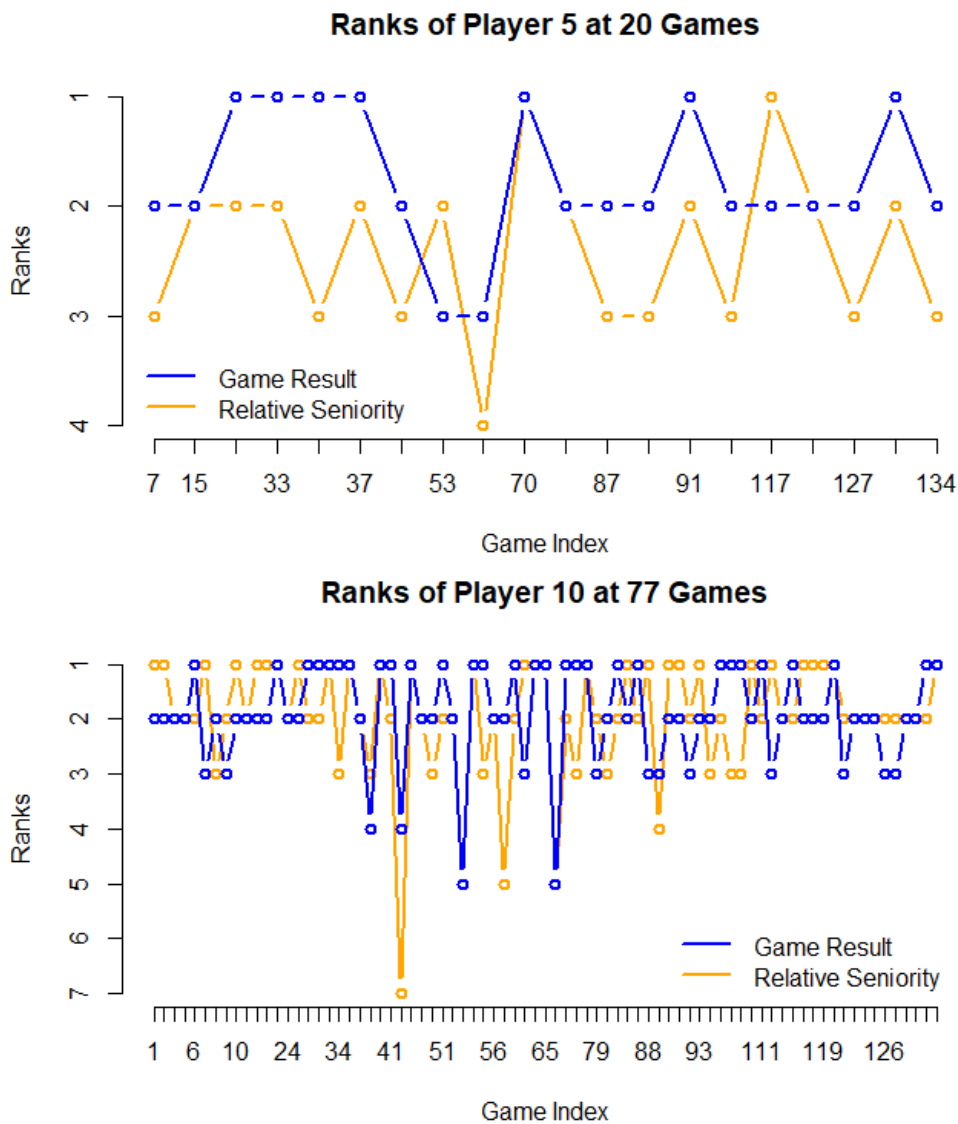 Ranks of Player 5 at 20 Games
Ranks
1
2
3
4
Game Result
Relative Seniority
7 15 33 37 53 70 87 91 117 127 134
Game Index
Ranks of Player 10 at 77 Games
Ranks
1
2
3
4
5
6
7
Game Result
Relative Seniority
1 6 10 24 34 41 51 56 65 79 88 93 111 119 126
Game Index